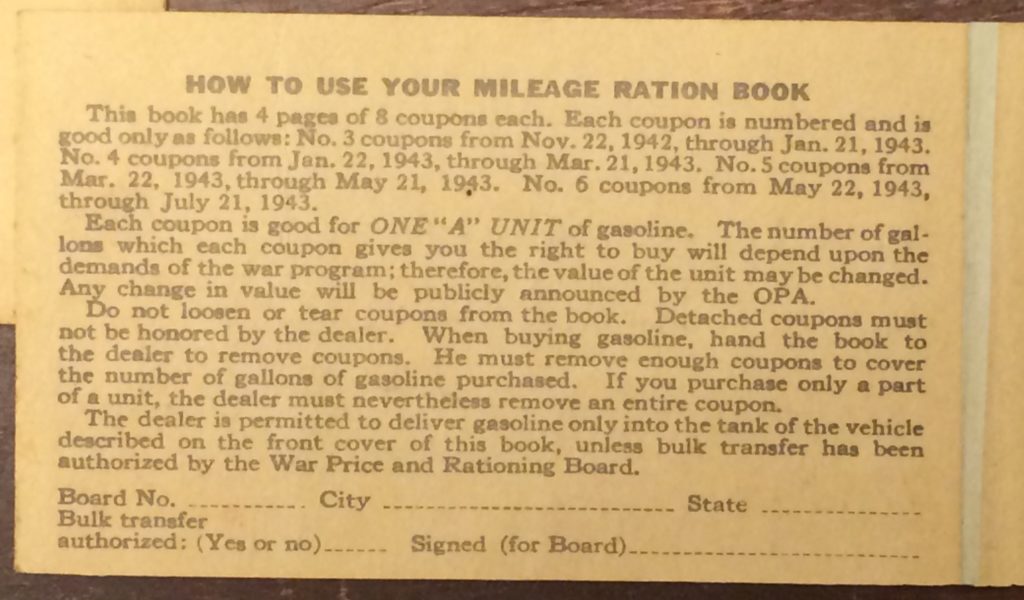 HOW TO USE YOUR MILEAGE RATION BOOK
This book has 4 pages of 8 coupons each. Each coupon is numbered and is
good only as follows: No. 3 coupons from Nov. 22, 1942, through Jan. 21, 1943.
No. 4 coupons from Jan. 22, 1943, through Mar. 21, 1943. No. 5 coupons from
Mar. 22, 1943, through May 21, 1943. No. 6 coupons from May 22, 1943,
through July 21, 1943.
Each coupon is good for ONE "A" UNIT of gasoline. The number of gal-
lons which each coupon gives you the right to buy will depend upon the
demands of the war program; therefore, the value of the unit may be changed.
Any change in value will be publicly announced by the OPA.
Do not loosen or tear coupons from the book. Detached coupons must
not be honored by the dealer. When buying gasoline, hand the book to
the dealer to remove coupons. He must remove enough coupons to cover
the number of gallons of gasoline purchased. If you purchase only a part
of a unit, the dealer must nevertheless remove an entire coupon.
The dealer is permitted to deliver gasoline only into the tank of the vehicle
described on the front cover of this book, unless bulk transfer has been
authorized by the War Price and Rationing Board.
Board No. ............ City .............................. State ................
Bulk transfer
authorized: (Yes or no)...... Signed (for Board)..............................